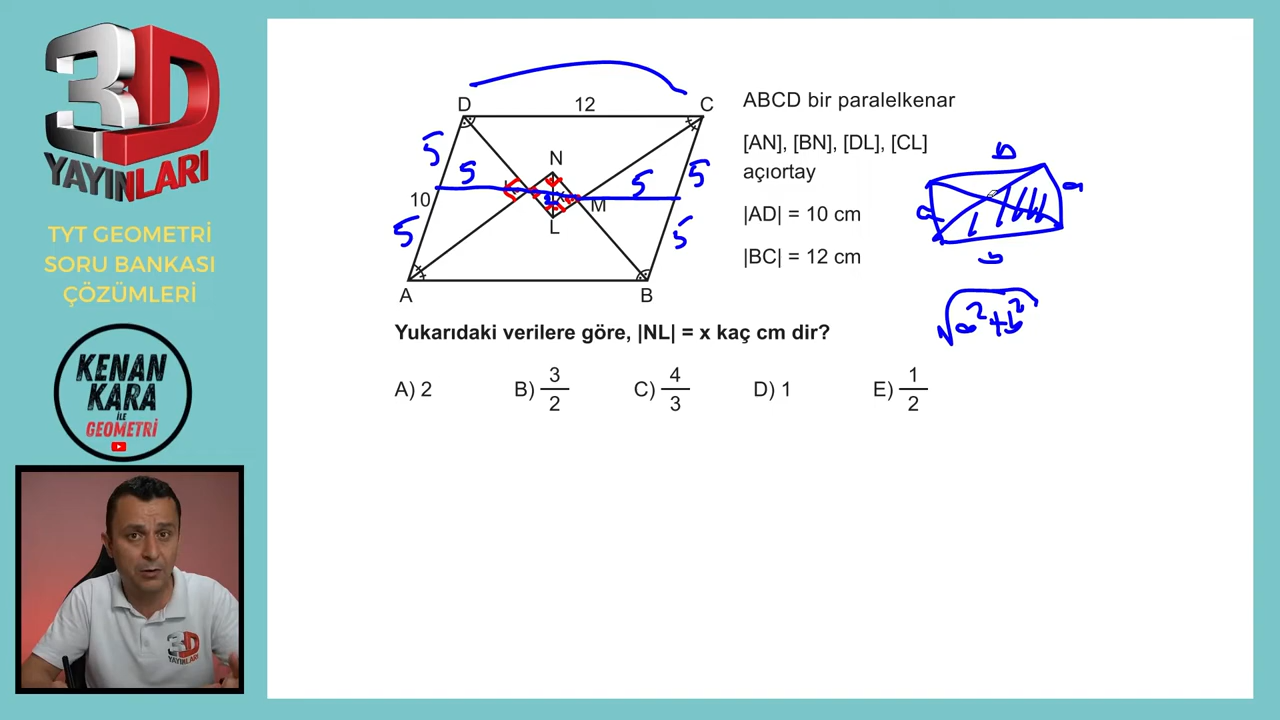 3D
YAYINLARI
TYT GEOMETRİ
SORU BANKASI
ÇÖZÜMLERİ
KENAN
KARA
İLE
GEOMETRİ
3D
YAYINLARI
D 12 C
5
5
5
5
N
K
x
M
10
L
5
5
A B
ABCD bir paralelkenar
[AN], [BN], [DL], [CL]
açıortay
|AD| = 10 cm
|BC| = 12 cm
b
a
a
b
√a²+b²
Yukarıdaki verilere göre, |NL| = x kaç cm dir?
A) 2 B) 3/2 C) 4/3 D) 1 E) 1/2